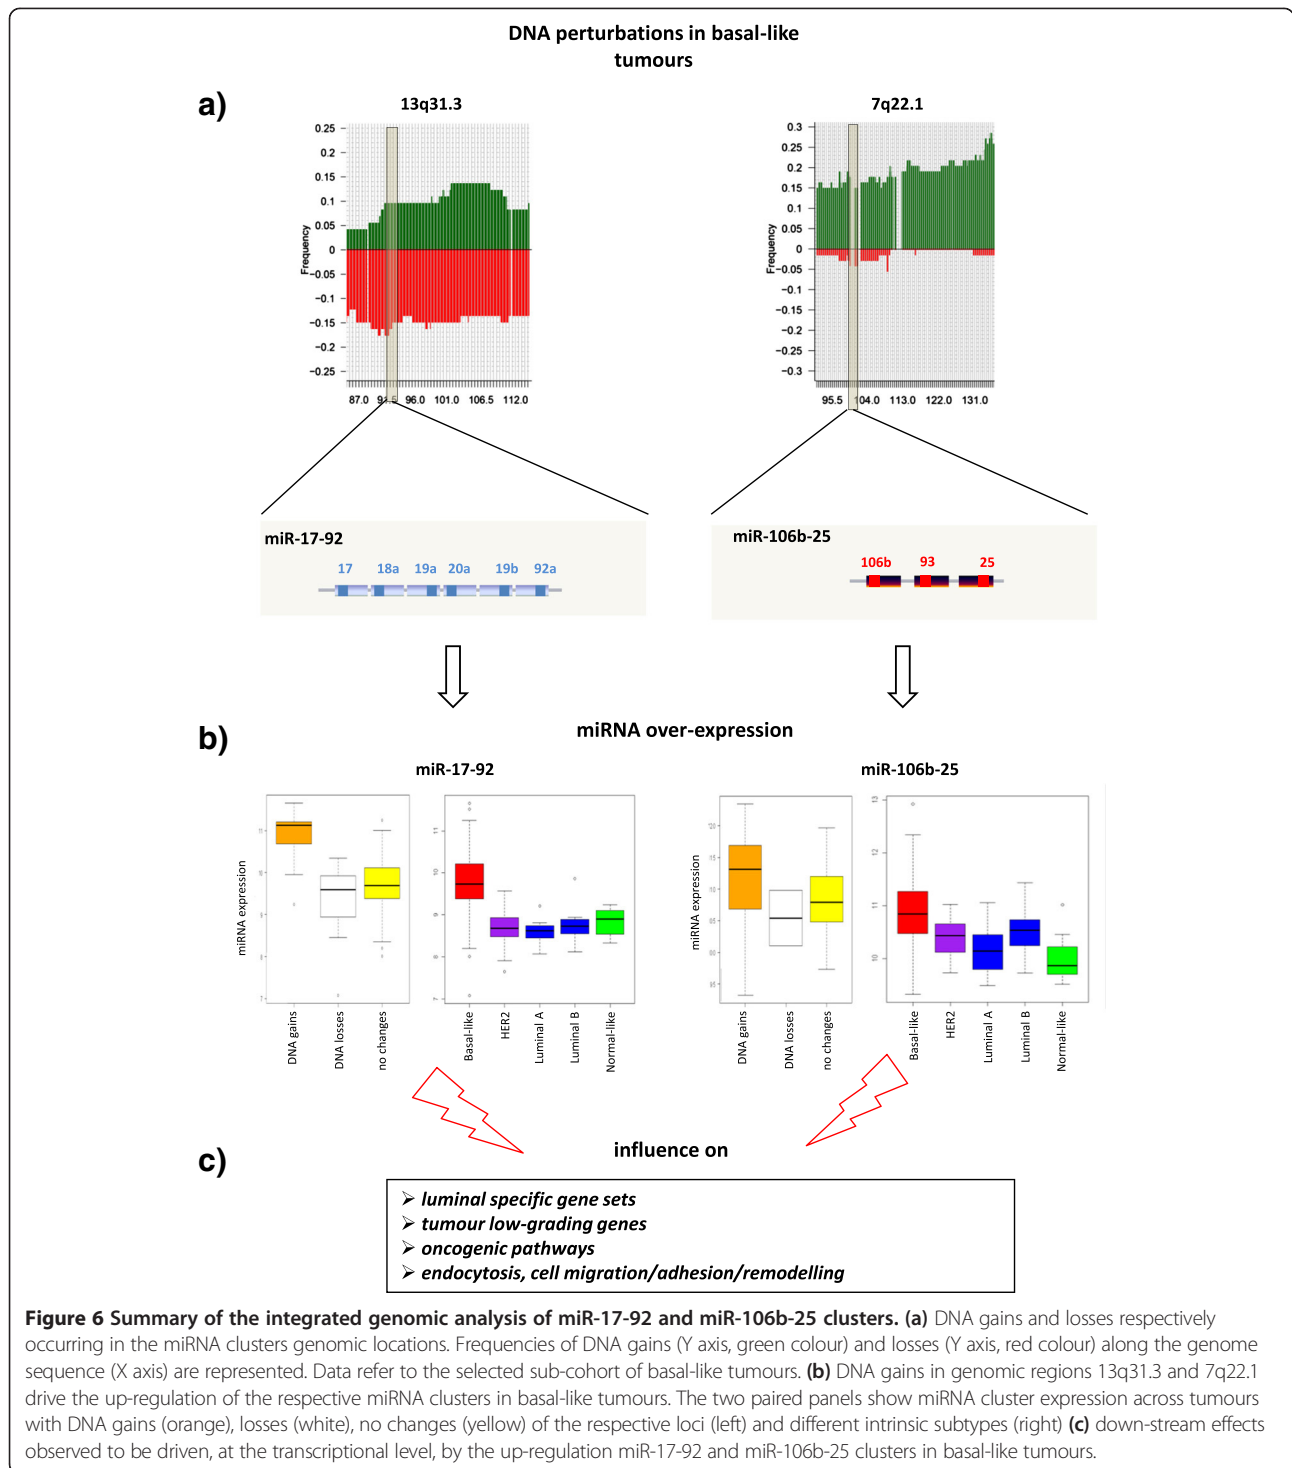 DNA perturbations in basal-like
tumours
a)
13q31.3
7q22.1
0.25
0.2
0.15
0.1
0.05
0
−0.05
−0.1
−0.15
−0.2
−0.25
Frequency
87.0 96.0 101.0 106.5 112.0
0.3
0.25
0.2
0.15
0.1
0.05
0
−0.05
−0.1
−0.15
−0.2
−0.25
−0.3
Frequency
95.5 104.0 113.0 122.0 131.0
miR-17-92
17 18a 19a 20a 19b 92a
miR-106b-25
106b 93 25
b)
miRNA over-expression
miR-17-92
miR-106b-25
miRNA expression
DNA gains
DNA losses
no changes
11
10
9
8
7
Basal-like
HER2
Luminal A
Luminal B
Normal-like
miRNA expression
DNA gains
DNA losses
no changes
13
12
11
10
Basal-like
HER2
Luminal A
Luminal B
Normal-like
influence on
c)
➢ luminal specific gene sets
➢ tumour low-grading genes
➢ oncogenic pathways
➢ endocytosis, cell migration/adhesion/remodelling
Figure 6 Summary of the integrated genomic analysis of miR-17-92 and miR-106b-25 clusters. (a) DNA gains and losses respectively
occurring in the miRNA clusters genomic locations. Frequencies of DNA gains (Y axis, green colour) and losses (Y axis, red colour) along the genome
sequence (X axis) are represented. Data refer to the selected sub-cohort of basal-like tumours. (b) DNA gains in genomic regions 13q31.3 and 7q22.1
drive the up-regulation of the respective miRNA clusters in basal-like tumours. The two paired panels show miRNA cluster expression across tumours
with DNA gains (orange), losses (white), no changes (yellow) of the respective loci (left) and different intrinsic subtypes (right) (c) down-stream effects
observed to be driven, at the transcriptional level, by the up-regulation miR-17-92 and miR-106b-25 clusters in basal-like tumours.